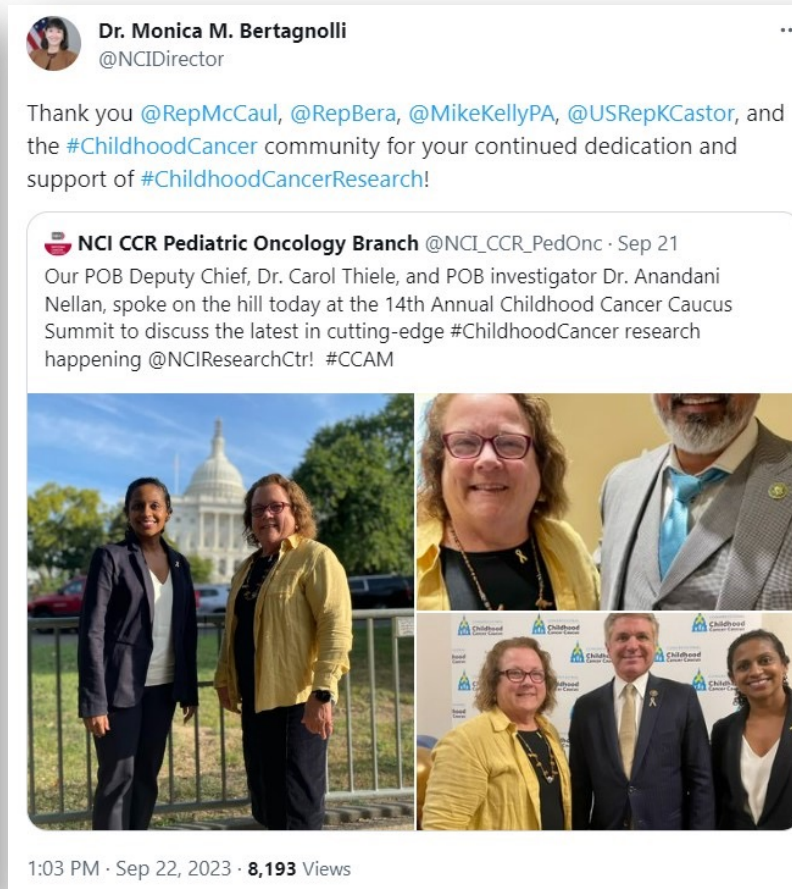 Dr. Monica M. Bertagnolli
@NCIDirector
Thank you @RepMcCaul, @RepBera, @MikeKellyPA, @USRepKCastor, and
the #ChildhoodCancer community for your continued dedication and
support of #ChildhoodCancerResearch!
NCI CCR Pediatric Oncology Branch @NCI_CCR_PedOnc · Sep 21
Our POB Deputy Chief, Dr. Carol Thiele, and POB investigator Dr. Anandani
Nellan, spoke on the hill today at the 14th Annual Childhood Cancer Caucus
Summit to discuss the latest in cutting-edge #ChildhoodCancer research
happening @NCIResearchCtr! #CCAM
Childhood
Cancer Caucus
1:03 PM · Sep 22, 2023 · 8,193 Views